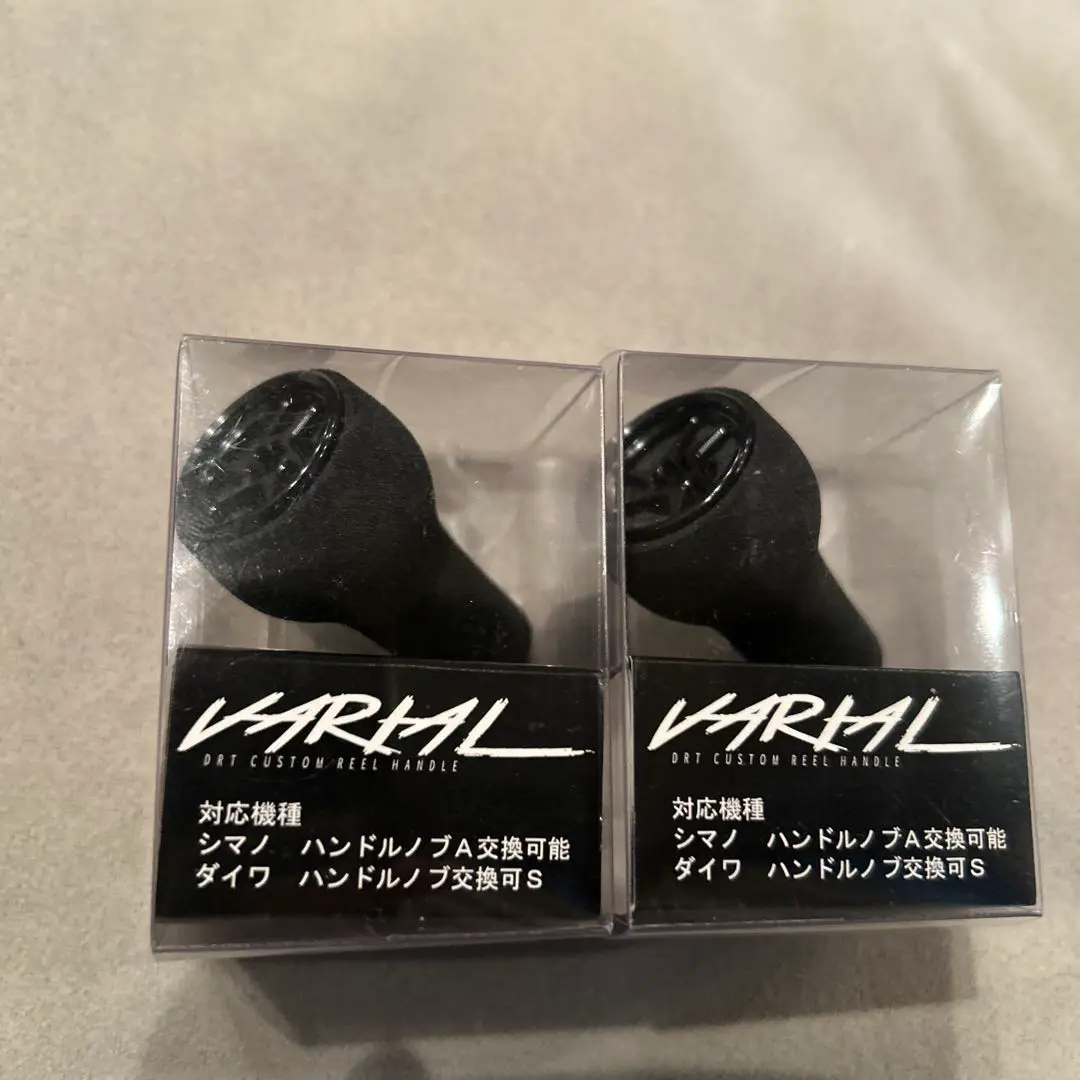 VARIAL
DRT CUSTOM REEL HANDLE
対応機種
シマノ　ハンドルノブA交換可能
ダイワ　ハンドルノブ交換可S
VARIAL
DRT CUSTOM REEL HANDLE
対応機種
シマノ　ハンドルノブA交換可能
ダイワ　ハンドルノブ交換可S